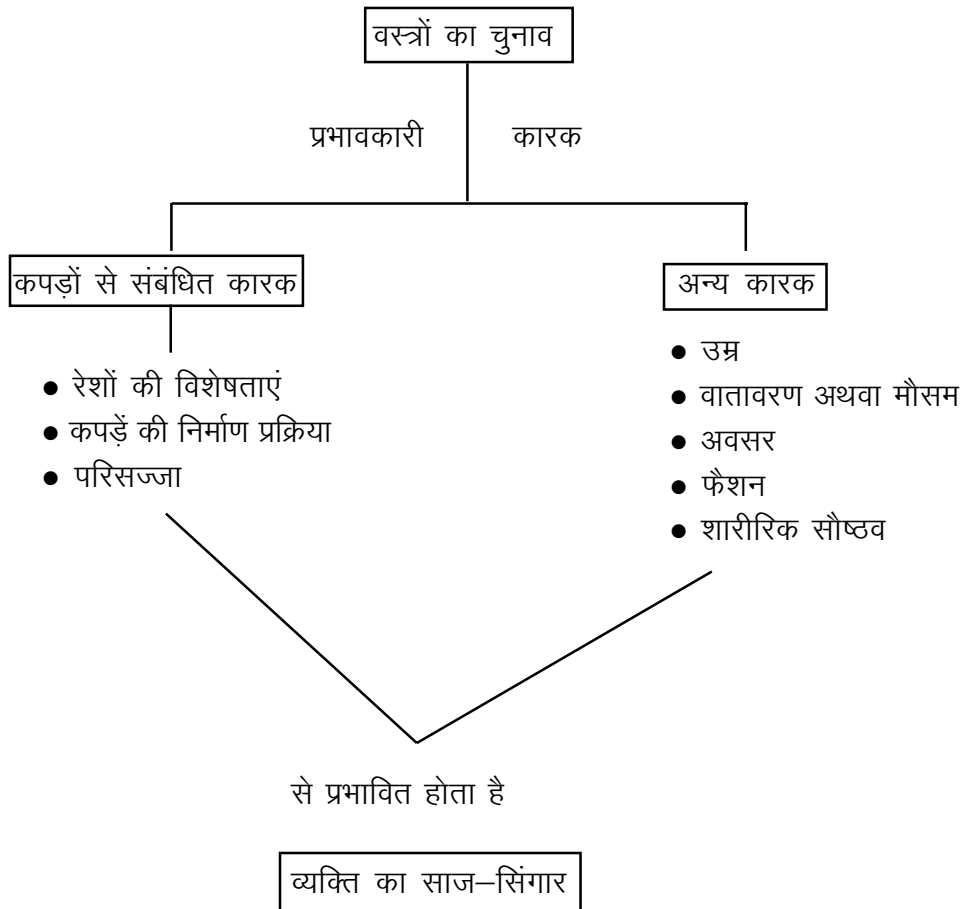 वस्त्रों का चुनाव
प्रभावकारी कारक
कपड़ों से संबंधित कारक
● रेशों की विशेषताएं
● कपड़ें की निर्माण प्रक्रिया
● परिसज्जा
अन्य कारक
● उम्र
● वातावरण अथवा मौसम
● अवसर
● फैशन
● शारीरिक सौष्ठव
से प्रभावित होता है
व्यक्ति का साज–सिंगार